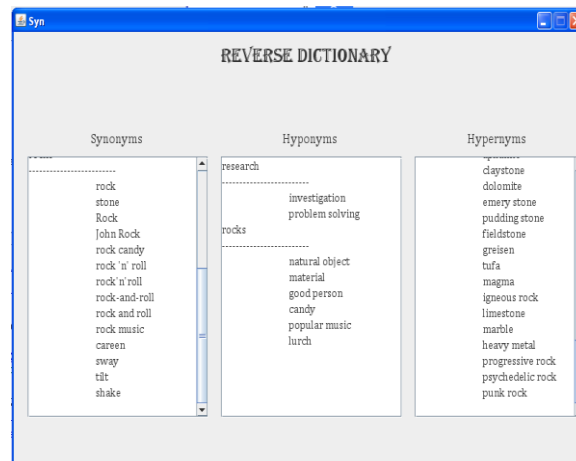 Syn
REVERSE DICTIONARY
Synonyms
-------------------------
rock
stone
Rock
John Rock
rock candy
rock 'n' roll
rock'n'roll
rock-and-roll
rock and roll
rock music
careen
sway
tilt
shake
Hyponyms
research
-------------------------
investigation
problem solving
rocks
-------------------------
natural object
material
good person
candy
popular music
lurch
Hypernyms
claystone
dolomite
emery stone
pudding stone
fieldstone
greisen
tufa
magma
igneous rock
limestone
marble
heavy metal
progressive rock
psychedelic rock
punk rock